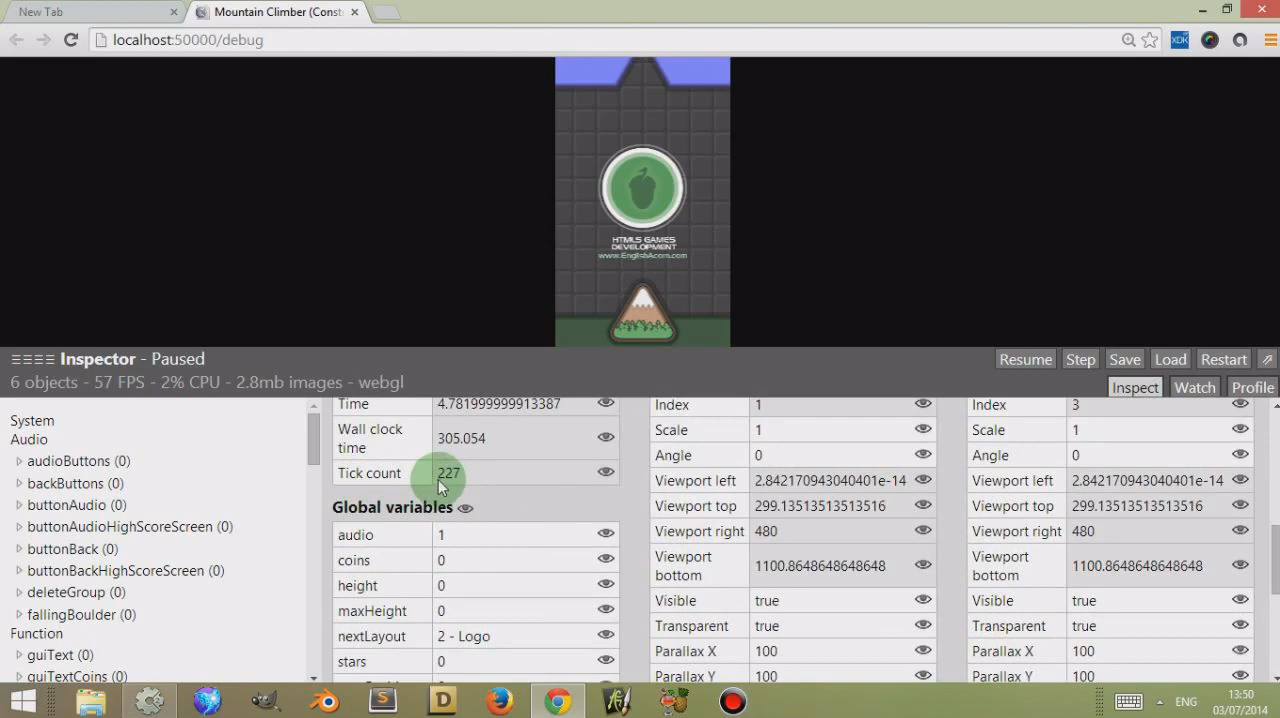 New Tab
Mountain Climber (Const
localhost:50000/debug
XDK
HTML5 GAMES
DEVELOPMENT
www.EnglishAcorn.com
Inspector - Paused
Resume Step Save Load Restart
6 objects - 57 FPS - 2% CPU - 2.8mb images - webgl
Inspect Watch Profile
System
Audio
audioButtons (0)
backButtons (0)
buttonAudio (0)
buttonAudioHighScoreScreen (0)
buttonBack (0)
buttonBackHighScoreScreen (0)
deleteGroup (0)
fallingBoulder (0)
Function
guiText (0)
guiTextCoins (0)
Time 4.781999999913387
Wall clock time 305.054
Tick count 227
Global variables
audio 1
coins 0
height 0
maxHeight 0
nextLayout 2 - Logo
stars 0
Index 1
Scale 1
Angle 0
Viewport left 2.842170943040401e-14
Viewport top 299.13513513513516
Viewport right 480
Viewport bottom 1100.8648648648648
Visible true
Transparent true
Parallax X 100
Parallax Y 100
Index 3
Scale 1
Angle 0
Viewport left 2.842170943040401e-14
Viewport top 299.13513513513516
Viewport right 480
Viewport bottom 1100.8648648648648
Visible true
Transparent true
Parallax X 100
Parallax Y 100
S
D
ENG
13:50
03/07/2014